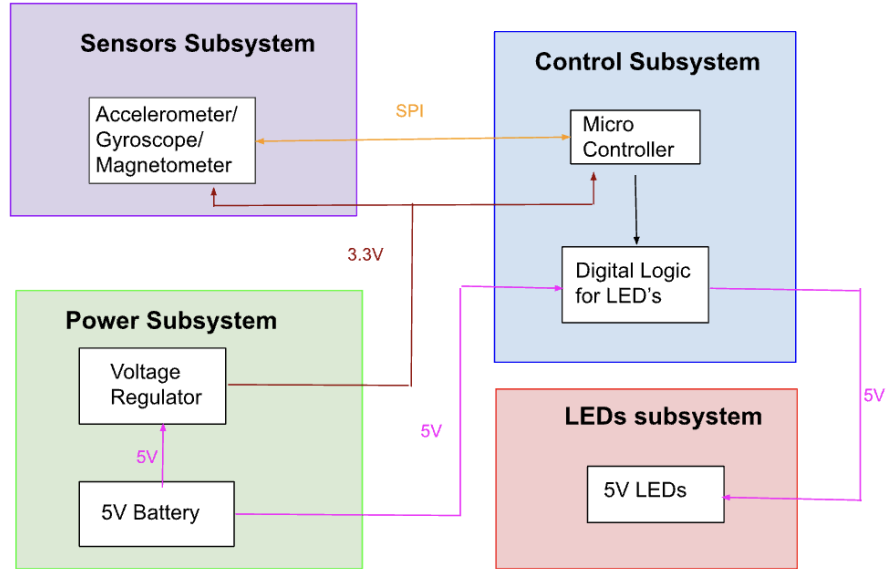 Sensors Subsystem
Accelerometer/
Gyroscope/
Magnetometer
SPI
Control Subsystem
Micro
Controller
3.3V
Digital Logic
for LED's
Power Subsystem
Voltage
Regulator
5V
5V Battery
5V
5V
LEDs subsystem
5V LEDs